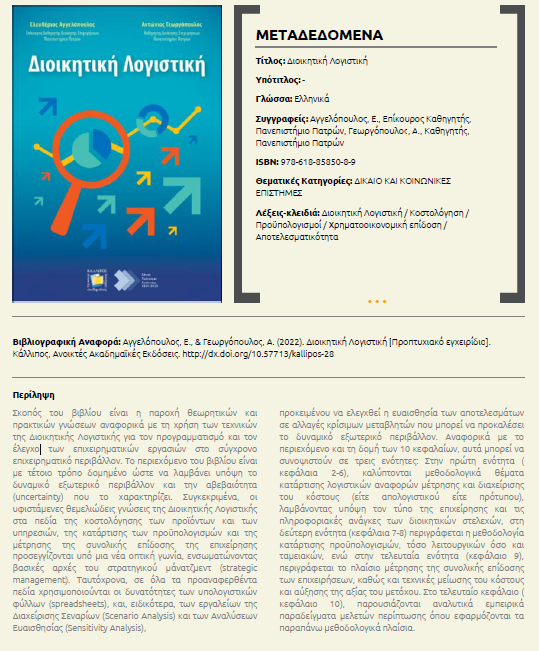 Ελευθέριος Αγγελόπουλος
Επίκουρος Καθηγητής Διοίκησης Επιχειρήσεων
Πανεπιστήμιο Πατρών
Αντώνιος Γεωργόπουλος
Καθηγητής Διοίκησης Επιχειρήσεων
Πανεπιστήμιο Πατρών
Διοικητική Λογιστική
ΜΕΤΑΔΕΔΟΜΕΝΑ
Τίτλος: Διοικητική Λογιστική
Υπότιτλος: -
Γλώσσα: Ελληνικά
Συγγραφείς: Αγγελόπουλος, Ε., Επίκουρος Καθηγητής,
Πανεπιστήμιο Πατρών, Γεωργόπουλος, Α., Καθηγητής,
Πανεπιστήμιο Πατρών
ISBN: 978-618-85850-8-9
Θεματικές Κατηγορίες: ΔΙΚΑΙΟ ΚΑΙ ΚΟΙΝΩΝΙΚΕΣ
ΕΠΙΣΤΗΜΕΣ
Λέξεις-κλειδιά: Διοικητική Λογιστική / Κοστολόγηση /
Προϋπολογισμοί / Χρηματοοικονομική επίδοση /
Αποτελεσματικότητα
Βιβλιογραφική Αναφορά: Αγγελόπουλος, Ε., & Γεωργόπουλος, Α. (2022). Διοικητική Λογιστική [Προπτυχιακό εγχειρίδιο].
Κάλλιπος, Ανοικτές Ακαδημαϊκές Εκδόσεις. http://dx.doi.org/10.57713/kallipos-28
Περίληψη
Σκοπός του βιβλίου είναι η παροχή θεωρητικών και
πρακτικών γνώσεων αναφορικά με τη χρήση των τεχνικών
της Διοικητικής Λογιστικής για τον προγραμματισμό και τον
έλεγχο των επιχειρηματικών εργασιών στο σύγχρονο
επιχειρηματικό περιβάλλον. Το περιεχόμενο του βιβλίου είναι
με τέτοιο τρόπο δομημένο ώστε να λαμβάνει υπόψη το
δυναμικό εξωτερικό περιβάλλον και την αβεβαιότητα
(uncertainty) που το χαρακτηρίζει. Συγκεκριμένα, οι
υφιστάμενες θεμελιώδεις γνώσεις της Διοικητικής Λογιστικής
στα πεδία της κοστολόγησης των προϊόντων και των
υπηρεσιών, της κατάρτισης των προϋπολογισμών και της
μέτρησης της συνολικής επίδοσης της επιχείρησης
προσεγγίζονται υπό μια νέα οπτική γωνία, ενσωματώνοντας
βασικές αρχές του στρατηγικού μάνατζμεντ (strategic
management). Ταυτόχρονα, σε όλα τα προαναφερθέντα
πεδία χρησιμοποιούνται οι δυνατότητες των υπολογιστικών
φύλλων (spreadsheets), και, ειδικότερα, των εργαλείων της
Διαχείρισης Σεναρίων (Scenario Analysis) και των Αναλύσεων
Ευαισθησίας (Sensitivity Analysis),
προκειμένου να ελεγχθεί η ευαισθησία των αποτελεσμάτων
σε αλλαγές κρίσιμων μεταβλητών που μπορεί να προκαλέσει
το δυναμικό εξωτερικό περιβάλλον. Αναφορικά με το
περιεχόμενο και τη δομή των 10 κεφαλαίων, αυτά μπορεί να
συνοψιστούν σε τρεις ενότητες: Στην πρώτη ενότητα (
κεφάλαια 2-6), καλύπτονται μεθοδολογικά θέματα
κατάρτισης λογιστικών αναφορών μέτρησης και διαχείρισης
του κόστους (είτε απολογιστικού είτε πρότυπου),
λαμβάνοντας υπόψη τον τύπο της επιχείρησης και τις
πληροφοριακές ανάγκες των διοικητικών στελεχών, στη
δεύτερη ενότητα (κεφάλαια 7-8) περιγράφεται η μεθοδολογία
κατάρτισης προϋπολογισμών, τόσο λειτουργικών όσο και
ταμειακών, ενώ στην τελευταία ενότητα (κεφάλαιο 9),
περιγράφεται το πλαίσιο μέτρησης της συνολικής επίδοσης
των επιχειρήσεων, καθώς και τεχνικές μείωσης του κόστους
και αύξησης της αξίας του μετόχου. Στο τελευταίο κεφάλαιο (
κεφάλαιο 10), παρουσιάζονται αναλυτικά εμπειρικά
παραδείγματα μελετών περίπτωσης όπου εφαρμόζονται τα
παραπάνω μεθοδολογικά πλαίσια.